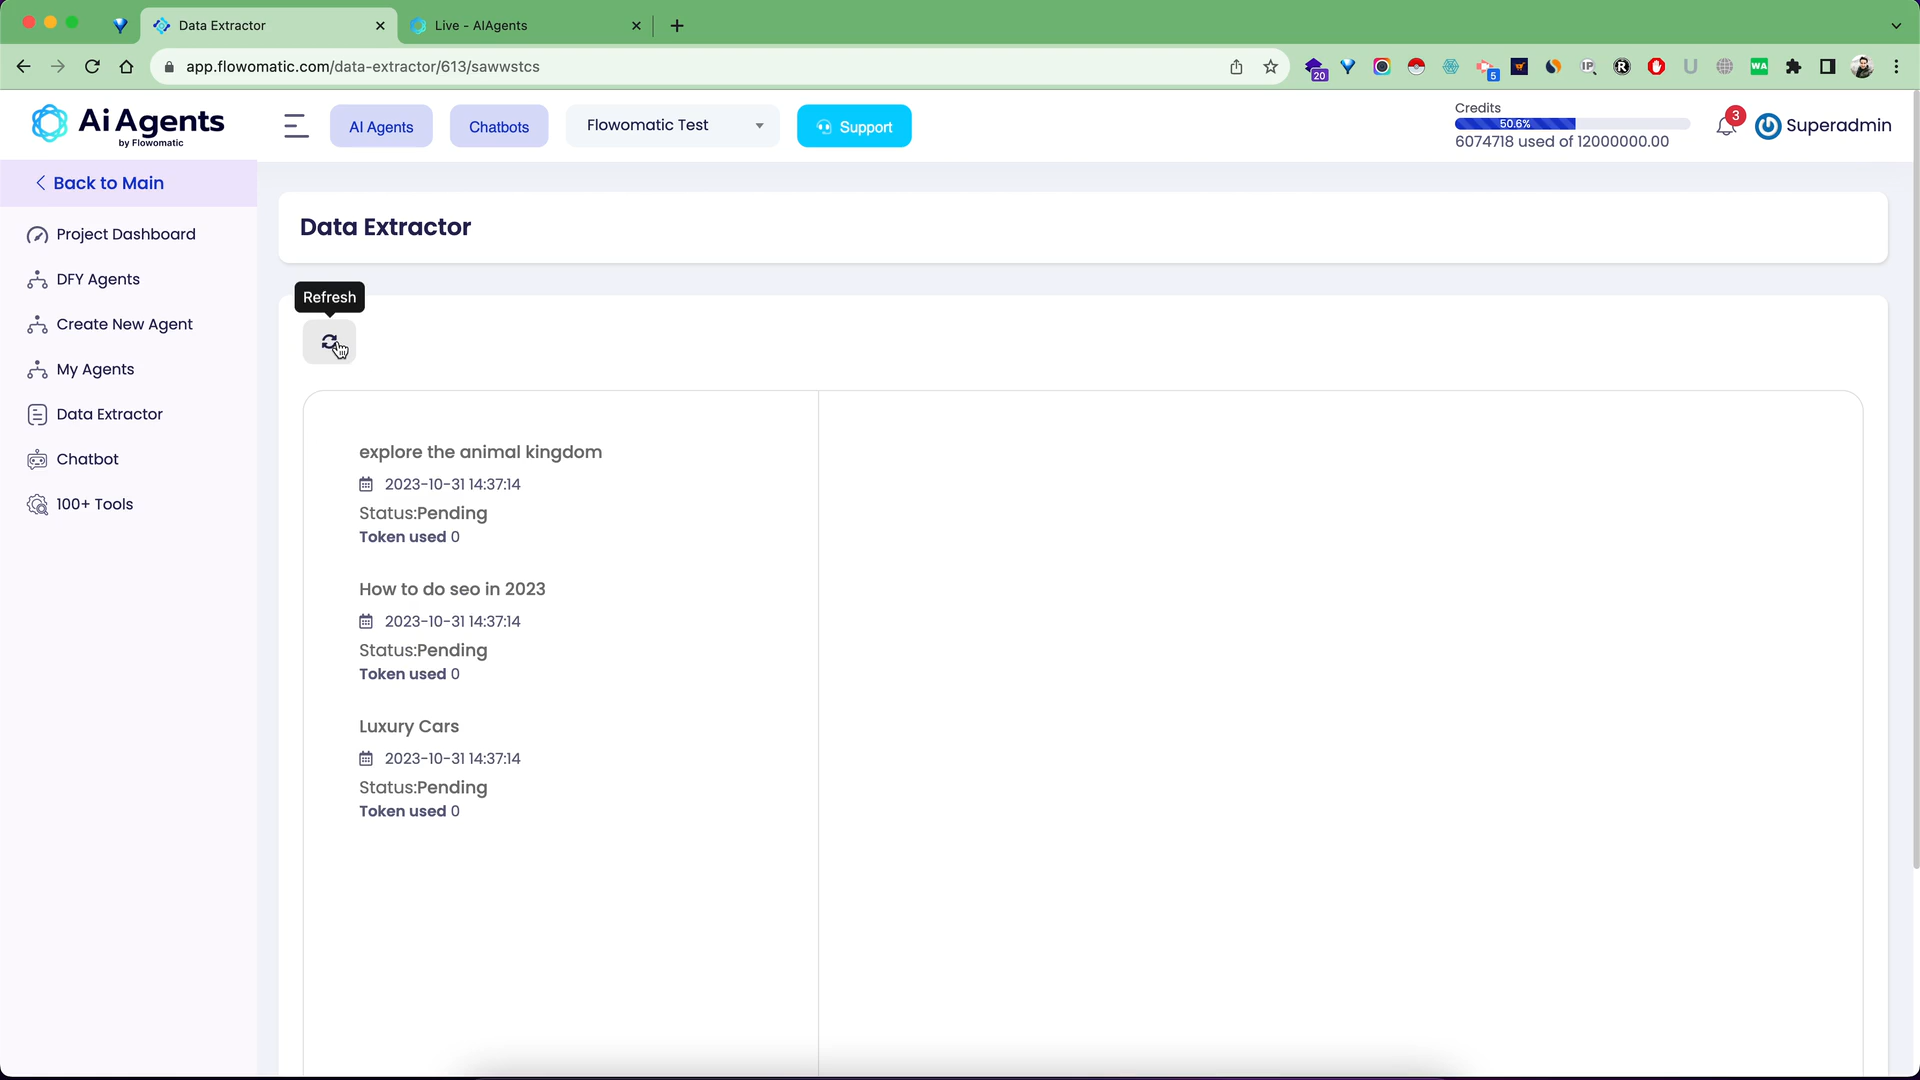 Data Extractor
Live - AIAgents
app.flowomatic.com/data-extractor/613/sawwstcs
20
5
IP
R
U
WA
Ai Agents
by Flowomatic
AI Agents
Chatbots
Flowomatic Test
Support
Credits
50.6%
6074718 used of 12000000.00
3
Superadmin
Back to Main
Project Dashboard
DFY Agents
Create New Agent
My Agents
Data Extractor
Chatbot
100+ Tools
Data Extractor
Refresh
explore the animal kingdom
2023-10-31 14:37:14
Status:Pending
Token used 0
How to do seo in 2023
2023-10-31 14:37:14
Status:Pending
Token used 0
Luxury Cars
2023-10-31 14:37:14
Status:Pending
Token used 0